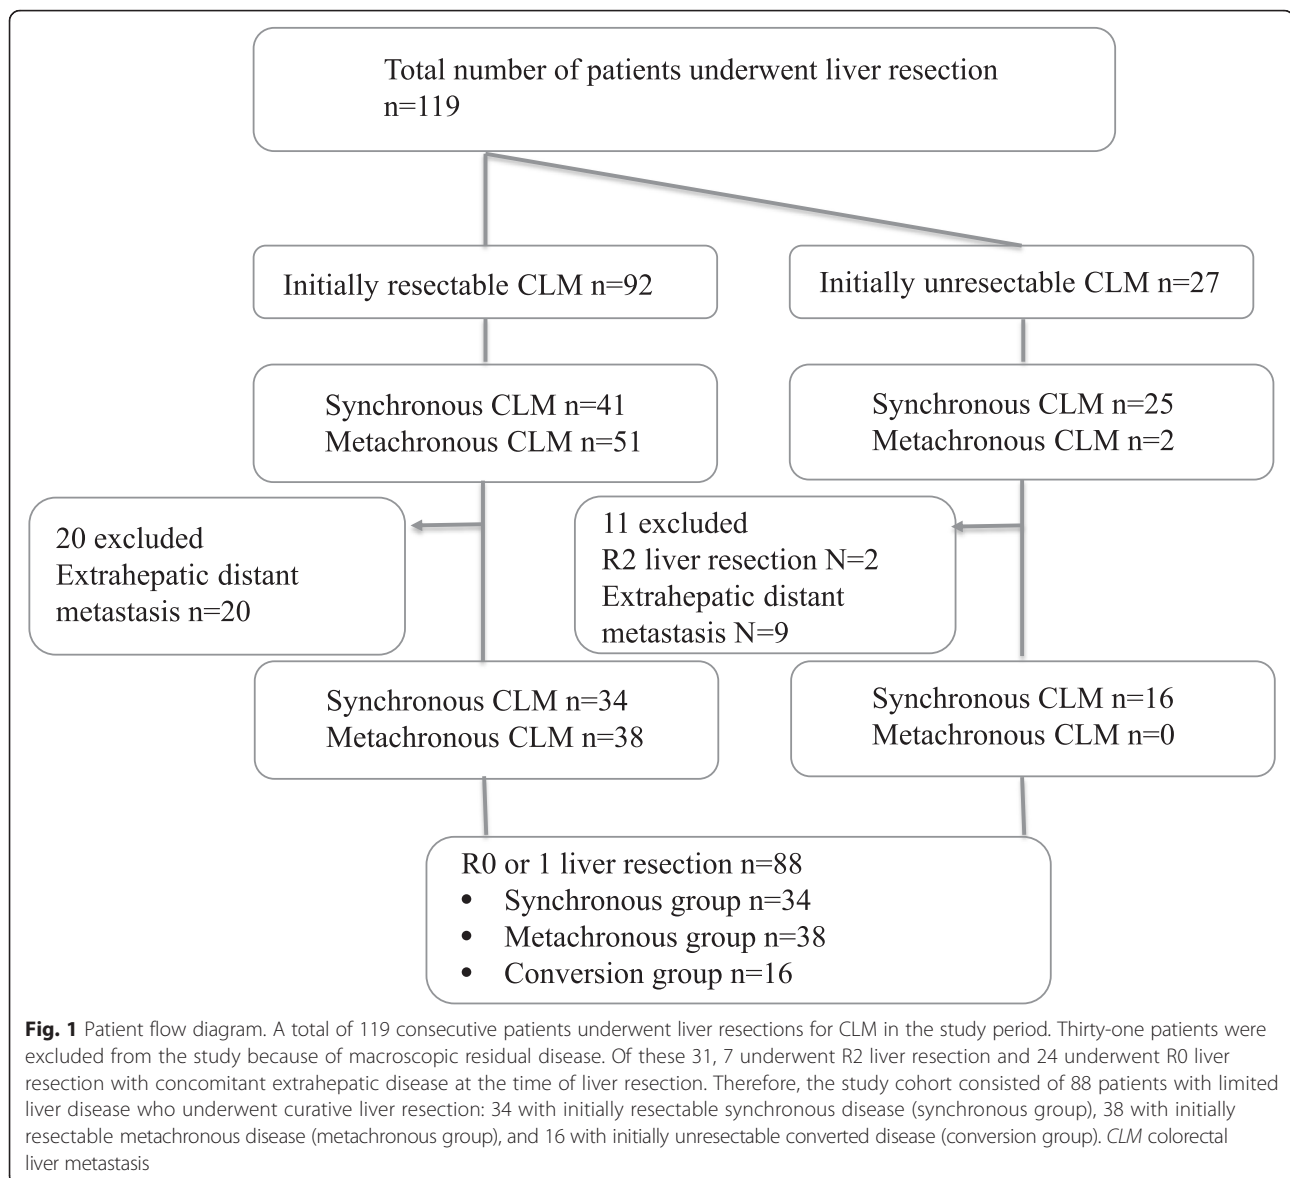 Total number of patients underwent liver resection
n=119
Initially resectable CLM n=92
Initially unresectable CLM n=27
Synchronous CLM n=41
Metachronous CLM n=51
Synchronous CLM n=25
Metachronous CLM n=2
20 excluded
Extrahepatic distant
metastasis n=20
11 excluded
R2 liver resection N=2
Extrahepatic distant
metastasis N=9
Synchronous CLM n=34
Metachronous CLM n=38
Synchronous CLM n=16
Metachronous CLM n=0
R0 or 1 liver resection n=88
• Synchronous group n=34
• Metachronous group n=38
• Conversion group n=16
Fig. 1 Patient flow diagram. A total of 119 consecutive patients underwent liver resections for CLM in the study period. Thirty-one patients were
excluded from the study because of macroscopic residual disease. Of these 31, 7 underwent R2 liver resection and 24 underwent R0 liver
resection with concomitant extrahepatic disease at the time of liver resection. Therefore, the study cohort consisted of 88 patients with limited
liver disease who underwent curative liver resection: 34 with initially resectable synchronous disease (synchronous group), 38 with initially
resectable metachronous disease (metachronous group), and 16 with initially unresectable converted disease (conversion group). CLM colorectal
liver metastasis